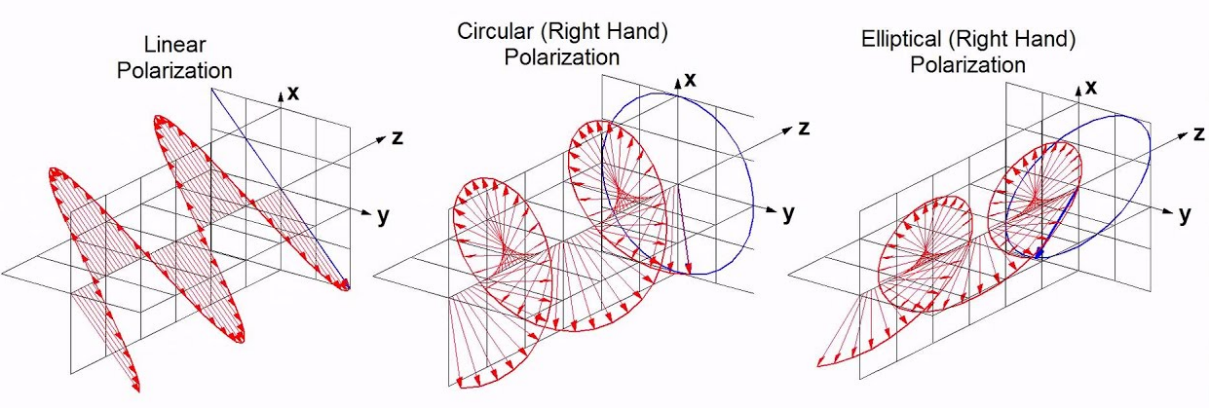 Linear
Polarization
x
z
y
Circular (Right Hand)
Polarization
x
z
y
Elliptical (Right Hand)
Polarization
x
z
y